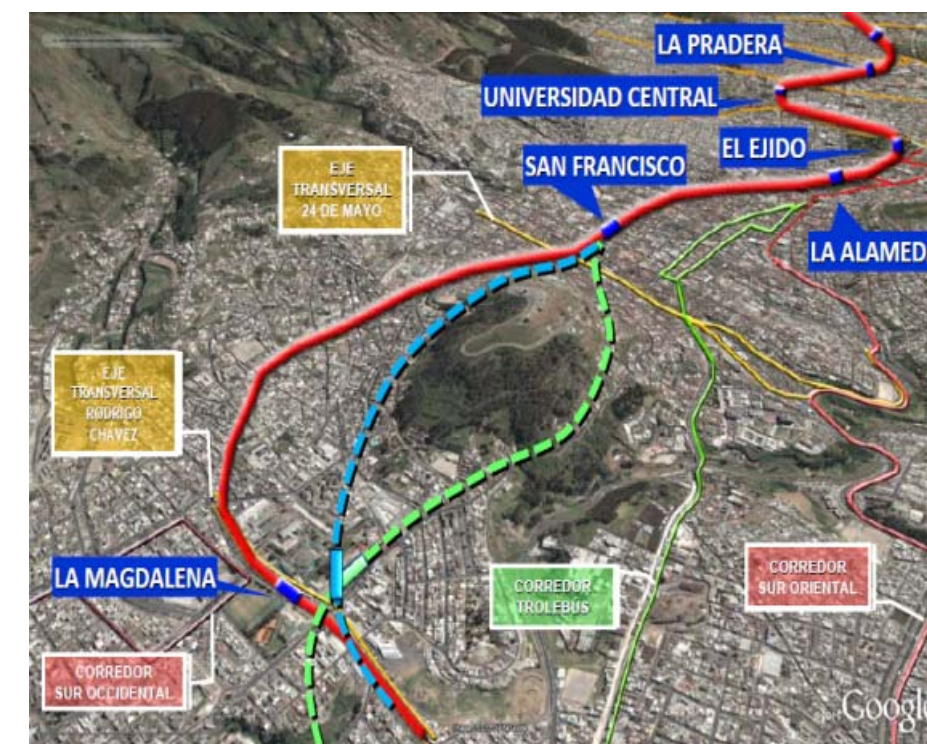 LA PRADERA
UNIVERSIDAD CENTRAL
EL EJIDO
SAN FRANCISCO
EJE
TRANSVERSAL
24 DE MAYO
LA ALAMED
EJE
TRANSVERSAL
RODRIGO
CHAVEZ
LA MAGDALENA
CORREDOR
TROLEBUS
CORREDOR
SUR ORIENTAL
CORREDOR
SUR OCCIDENTAL
Google